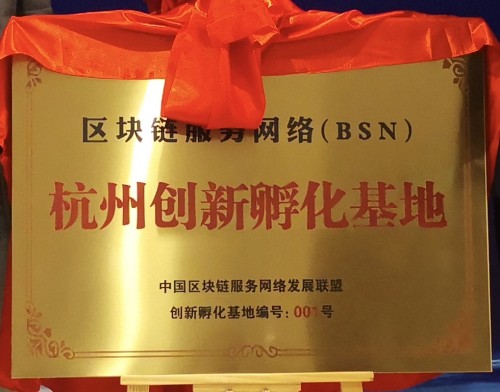 区块链服务网络(BSN)
杭州创新孵化基地
中国区块链服务网络发展联盟
创新孵化基地编号：001号